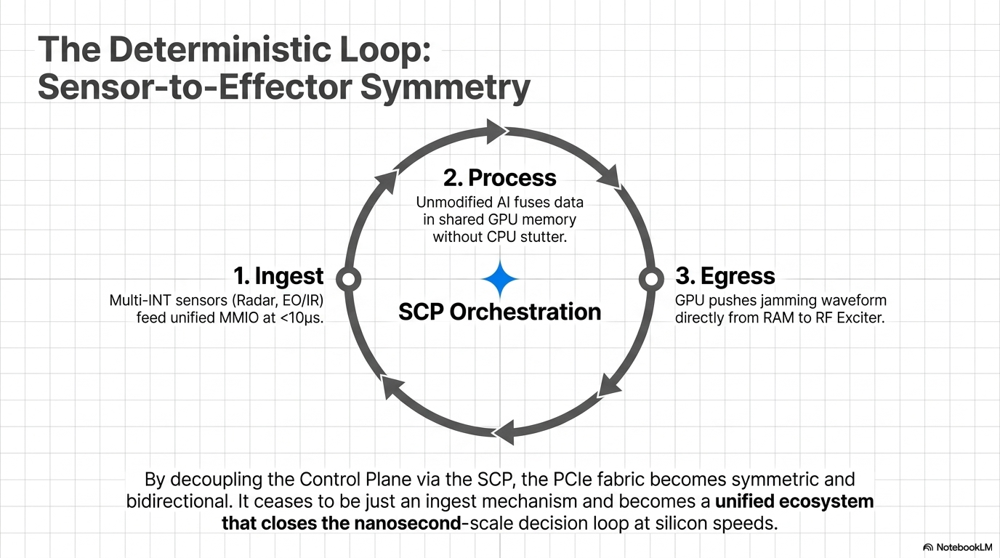 The Deterministic Loop:
Sensor-to-Effector Symmetry
1. Ingest
Multi-INT sensors (Radar, EO/IR)
feed unified MMIO at <10µs.
2. Process
Unmodified AI fuses data
in shared GPU memory
without CPU stutter.
SCP Orchestration
3. Egress
GPU pushes jamming waveform
directly from RAM to RF Exciter.
By decoupling the Control Plane via the SCP, the PCIe fabric becomes symmetric and
bidirectional. It ceases to be just an ingest mechanism and becomes a unified ecosystem
that closes the nanosecond-scale decision loop at silicon speeds.
NotebookLM